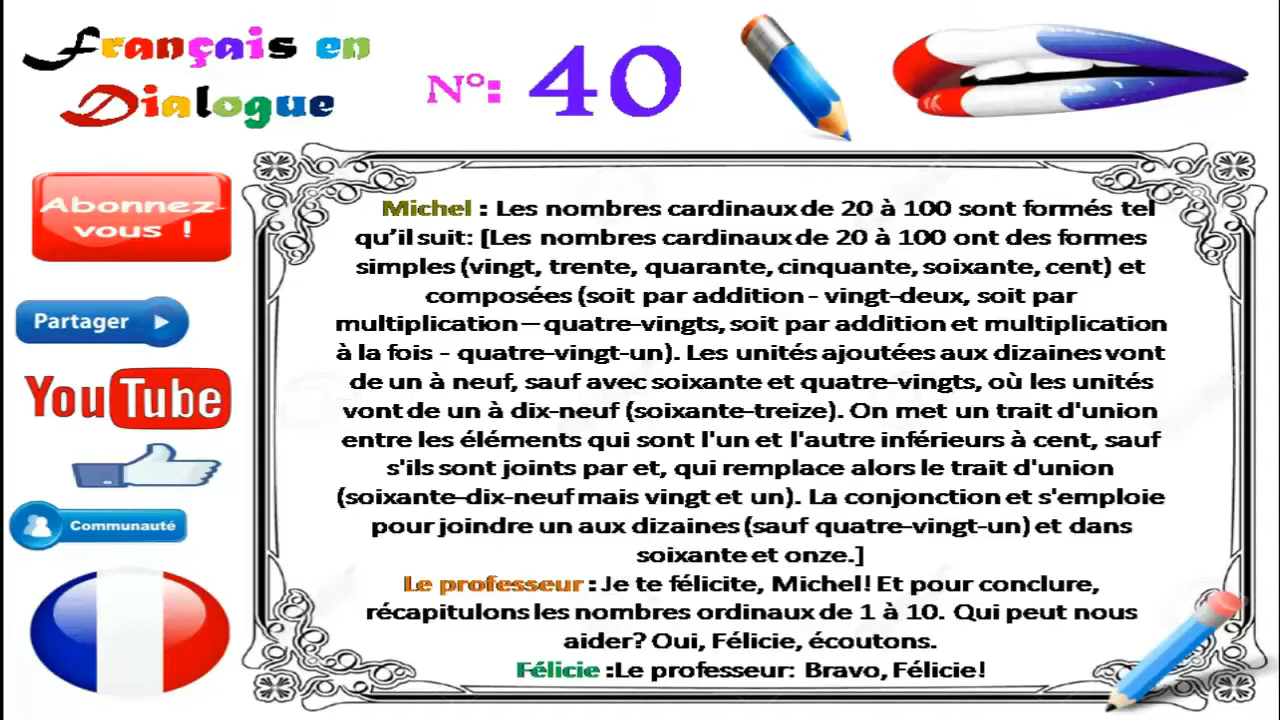 Français en
Dialogue
N°: 40
Abonnez-
vous !
Partager
YouTube
Communauté
Michel : Les nombres cardinaux de 20 à 100 sont formés tel
qu'il suit: [Les nombres cardinaux de 20 à 100 ont des formes
simples (vingt, trente, quarante, cinquante, soixante, cent) et
composées (soit par addition - vingt-deux, soit par
multiplication—quatre-vingts, soit par addition et multiplication
à la fois - quatre-vingt-un). Les unités ajoutées aux dizaines vont
de un à neuf, sauf avec soixante et quatre-vingts, où les unités
vont de un à dix-neuf (soixante-treize). On met un trait d'union
entre les éléments qui sont l'un et l'autre inférieurs à cent, sauf
s'ils sont joints par et, qui remplace alors le trait d'union
(soixante-dix-neuf mais vingt et un). La conjonction et s'emploie
pour joindre un aux dizaines (sauf quatre-vingt-un) et dans
soixante et onze.]
Le professeur : Je te félicite, Michel! Et pour conclure,
récapitulons les nombres ordinaux de 1 à 10. Qui peut nous
aider? Oui, Félicie, écoutons.
Félicie :Le professeur: Bravo, Félicie!